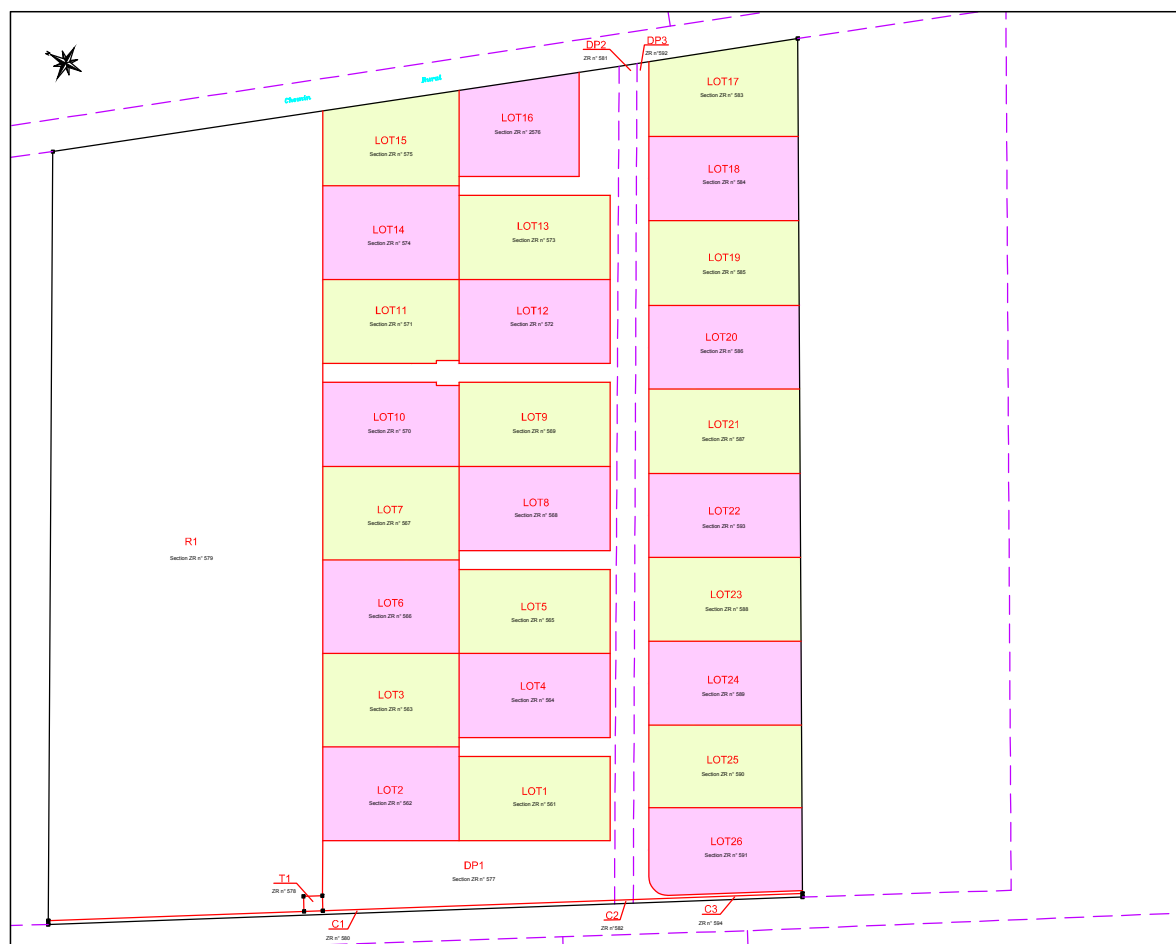 DP2
ZR n° 581
DP3
ZR n°592
Chemin
Rural
LOT17
Section ZR n° 583
LOT16
Section ZR n° 2576
LOT15
Section ZR n° 575
LOT18
Section ZR n° 584
LOT14
Section ZR n° 574
LOT13
Section ZR n° 573
LOT19
Section ZR n° 585
LOT11
Section ZR n° 571
LOT12
Section ZR n° 572
LOT20
Section ZR n° 586
LOT10
Section ZR n° 570
LOT9
Section ZR n° 569
LOT21
Section ZR n° 587
LOT7
Section ZR n° 567
LOT8
Section ZR n° 568
LOT22
Section ZR n° 593
R1
Section ZR n° 579
LOT6
Section ZR n° 566
LOT5
Section ZR n° 565
LOT23
Section ZR n° 588
LOT3
Section ZR n° 563
LOT4
Section ZR n° 564
LOT24
Section ZR n° 589
LOT2
Section ZR n° 562
LOT1
Section ZR n° 561
LOT25
Section ZR n° 590
LOT26
Section ZR n° 591
DP1
Section ZR n° 577
T1
ZR n° 578
C1
ZR n° 580
C2
ZR n°582
C3
ZR n° 594